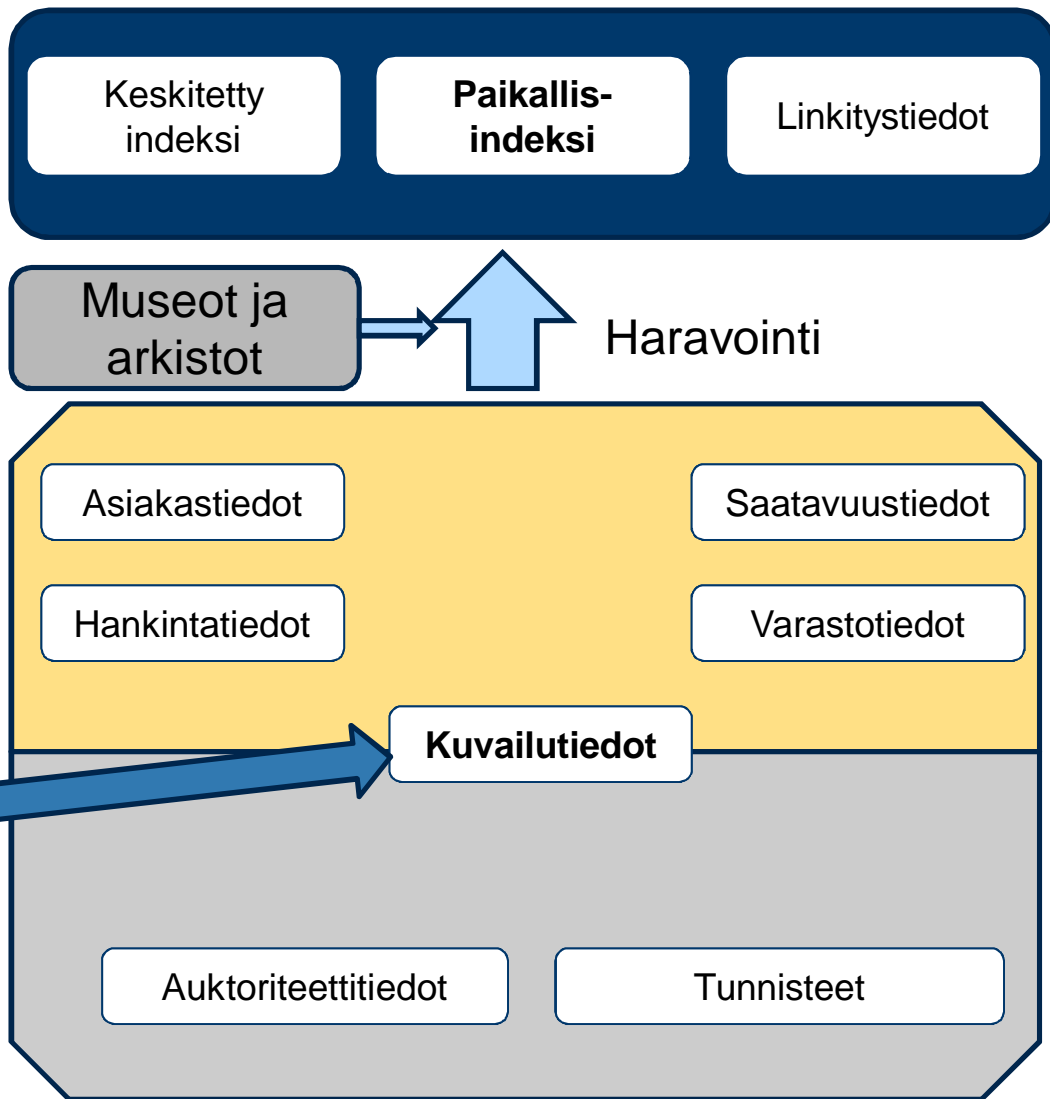 Keskitetty
indeksi
Paikallis-
indeksi
Linkitystiedot
Museot ja
arkistot
Haravointi
Asiakastiedot
Saatavuustiedot
Hankintatiedot
Varastotiedot
Kuvailutiedot
Auktoriteettitiedot
Tunnisteet